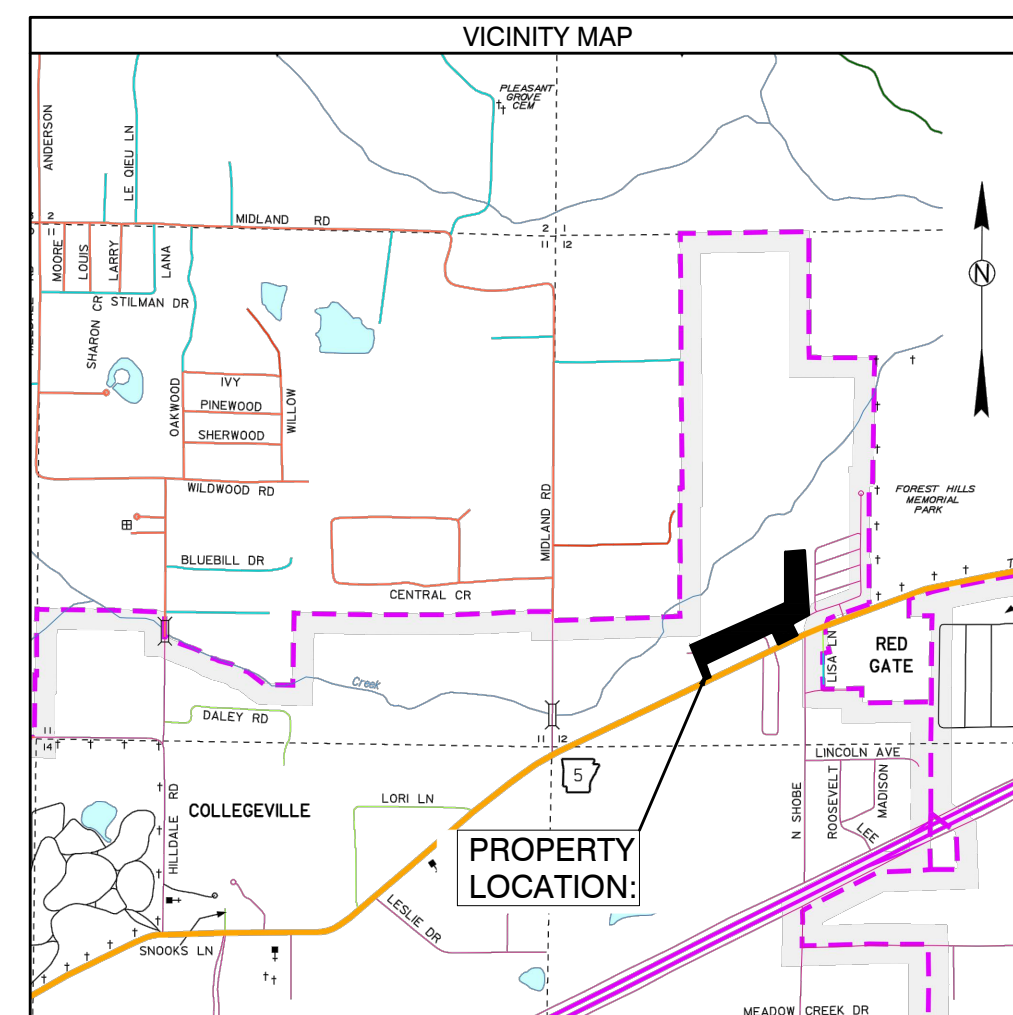 VICINITY MAP
PLEASANT
GROVE
CEM
ANDERSON
LE QIEU LN
MIDLAND RD
2
11
2 1
11 12
MOORE
LOUIS
LARRY
LANA
STILMAN DR
SHARON CR
N
IVY
PINEWOOD
SHERWOOD
OAKWOOD
WILLOW
WILDWOOD RD
MIDLAND RD
FOREST HILLS
MEMORIAL
PARK
BLUEBILL DR
CENTRAL CR
Creek
LISA LN
RED
GATE
DALEY RD
11
14
11 12
5
LINCOLN AVE
COLLEGEVILLE
LORI LN
HILLDALE RD
N SHOBE
ROOSEVELT
MADISON
LEE
PROPERTY
LOCATION:
LESLIE DR
SNOOKS LN
MEADOW CREEK DR